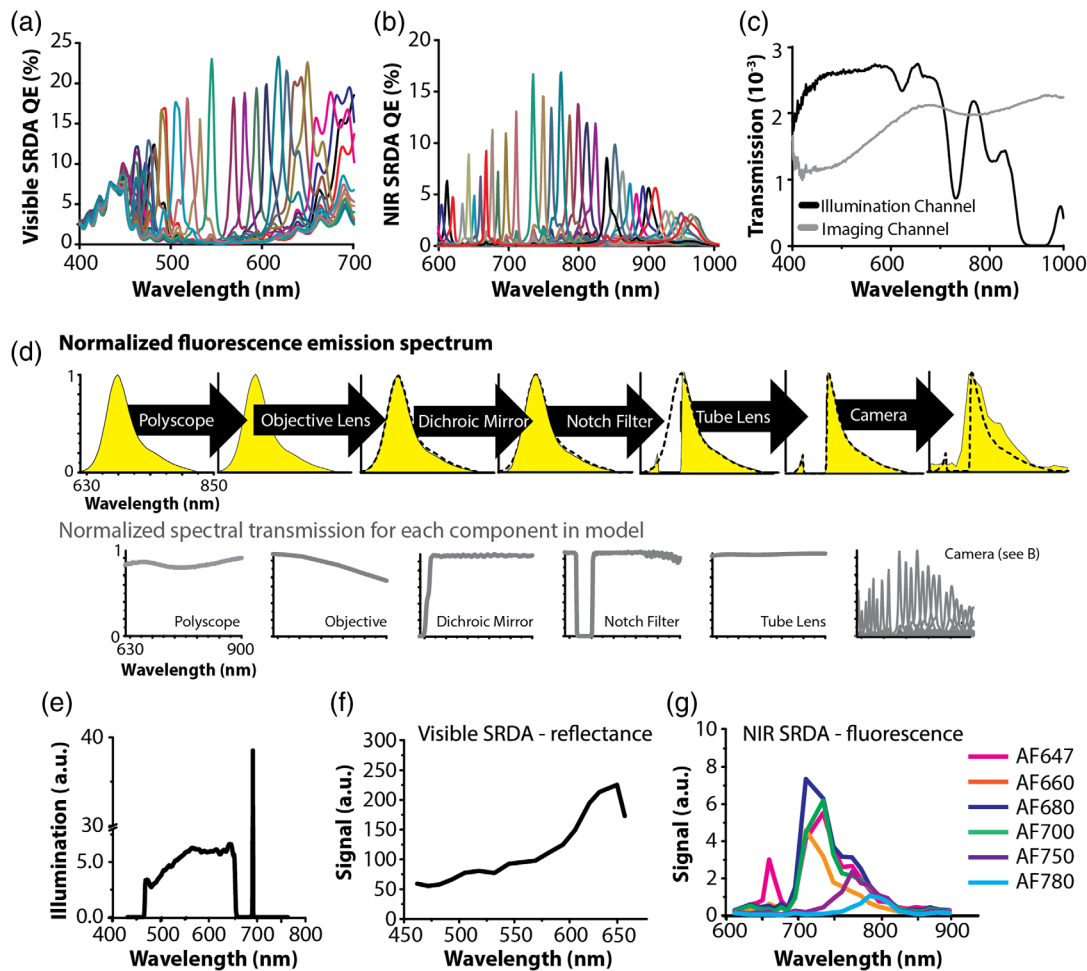 (a)
Visible SRDA QE (%)
25
20
15
10
5
0
400
500
600
700
Wavelength (nm)
(b)
NIR SRDA QE (%)
20
15
10
5
0
600
700
800
900
1000
Wavelength (nm)
(c)
Transmission (10⁻³)
3
2
1
0
Illumination Channel
Imaging Channel
400
600
800
1000
Wavelength (nm)
(d)
Normalized fluorescence emission spectrum
1
0
Polyscope
Objective Lens
Dichroic Mirror
Notch Filter
Tube Lens
Camera
630
850
Wavelength (nm)
Normalized spectral transmission for each component in model
1
0
Polyscope
Objective
Dichroic Mirror
Notch Filter
Tube Lens
Camera (see B)
630
900
Wavelength (nm)
(e)
Illumination (a.u.)
40
30
5.0
0.0
400
500
600
700
800
Wavelength (nm)
(f)
Visible SRDA - reflectance
Signal (a.u.)
300
250
200
150
100
50
0
450
500
550
600
650
Wavelength (nm)
(g)
NIR SRDA - fluorescence
Signal (a.u.)
10
8
6
4
2
0
600
700
800
900
Wavelength (nm)
AF647
AF660
AF680
AF700
AF750
AF780